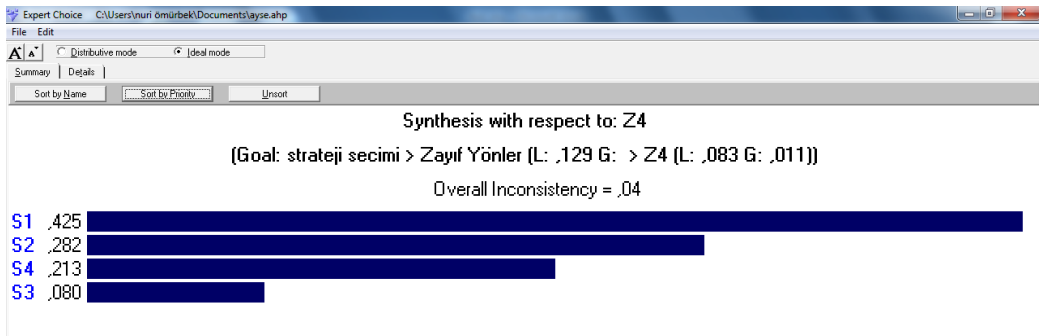 Expert Choice C:\Users\nuri ömürbek\Documents\ayse.ahp
File Edit
A A Distributive mode Ideal mode
Summary Details
Sort by Name Sort by Priority Unsort
Synthesis with respect to: Z4
(Goal: strateji secimi > Zayıf Yönler (L: ,129 G: > Z4 (L: ,083 G: ,011))
Overall Inconsistency = ,04
S1 ,425
S2 ,282
S4 ,213
S3 ,080